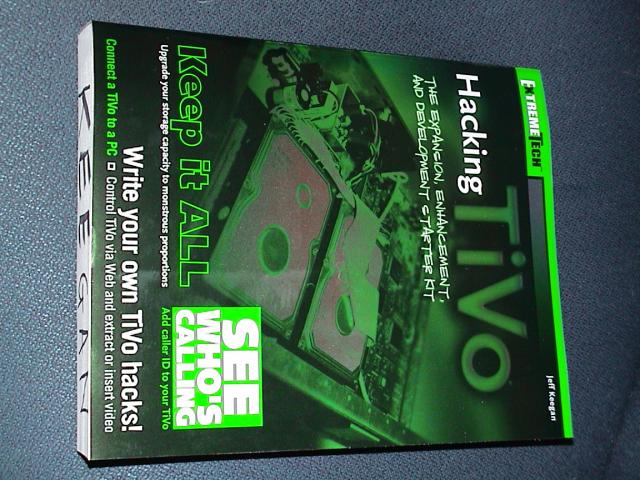 EXTREMETECH
Jeff Keegan
Hacking
TiVo
THE EXPANSION, ENHANCEMENT,
AND DEVELOPMENT STARTER KIT
Keep it ALL
Upgrade your storage capacity to monstrous proportions
SEE
WHO'S
CALLING
Add caller ID to your TiVo
Write your own TiVo hacks!
Connect a TiVo to a PC □ Control TiVo via Web and extract or insert video
KEEGAN